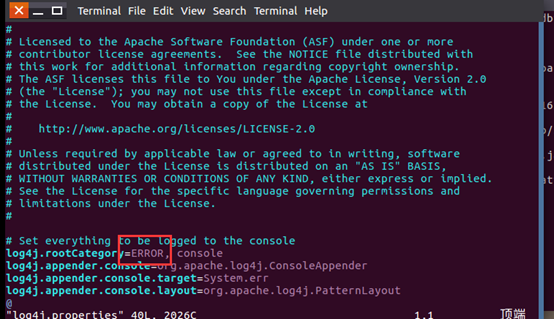 Terminal File Edit View Search Terminal Help
#
# Licensed to the Apache Software Foundation (ASF) under one or more
# contributor license agreements.  See the NOTICE file distributed with
# this work for additional information regarding copyright ownership.
# The ASF licenses this file to You under the Apache License, Version 2.0
# (the "License"); you may not use this file except in compliance with
# the License.  You may obtain a copy of the License at
#
#    http://www.apache.org/licenses/LICENSE-2.0
#
# Unless required by applicable law or agreed to in writing, software
# distributed under the License is distributed on an "AS IS" BASIS,
# WITHOUT WARRANTIES OR CONDITIONS OF ANY KIND, either express or implied.
# See the License for the specific language governing permissions and
# limitations under the License.
#
# Set everything to be logged to the console
log4j.rootCategory=ERROR, console
log4j.appender.console=org.apache.log4j.ConsoleAppender
log4j.appender.console.target=System.err
log4j.appender.console.layout=org.apache.log4j.PatternLayout
@
"log4j.properties" 40L, 2026C 1,1 顶端